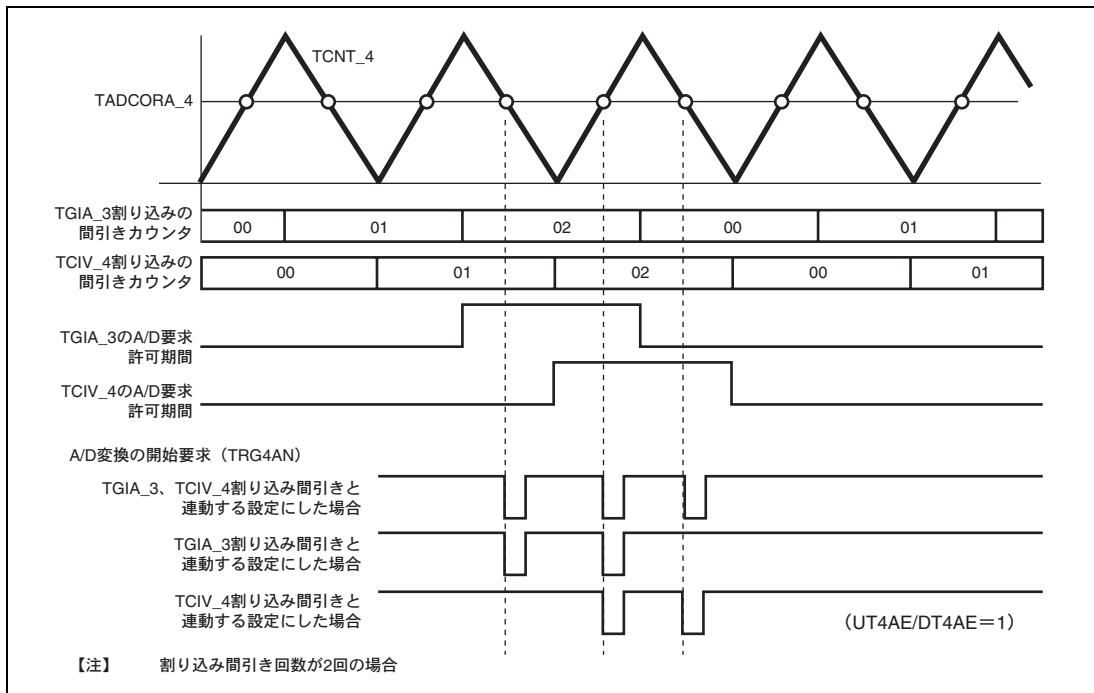 TCNT_4
TADCORA_4
TGIA_3割り込みの
間引きカウンタ
00 01 02 00 01
TCIV_4割り込みの
間引きカウンタ
00 01 02 00 01
TGIA_3のA/D要求
許可期間
TCIV_4のA/D要求
許可期間
A/D変換の開始要求（TRG4AN）
TGIA_3、TCIV_4割り込み間引きと
連動する設定にした場合
TGIA_3割り込み間引きと
連動する設定にした場合
TCIV_4割り込み間引きと
連動する設定にした場合
（UT4AE/DT4AE＝1）
【注】 割り込み間引き回数が2回の場合